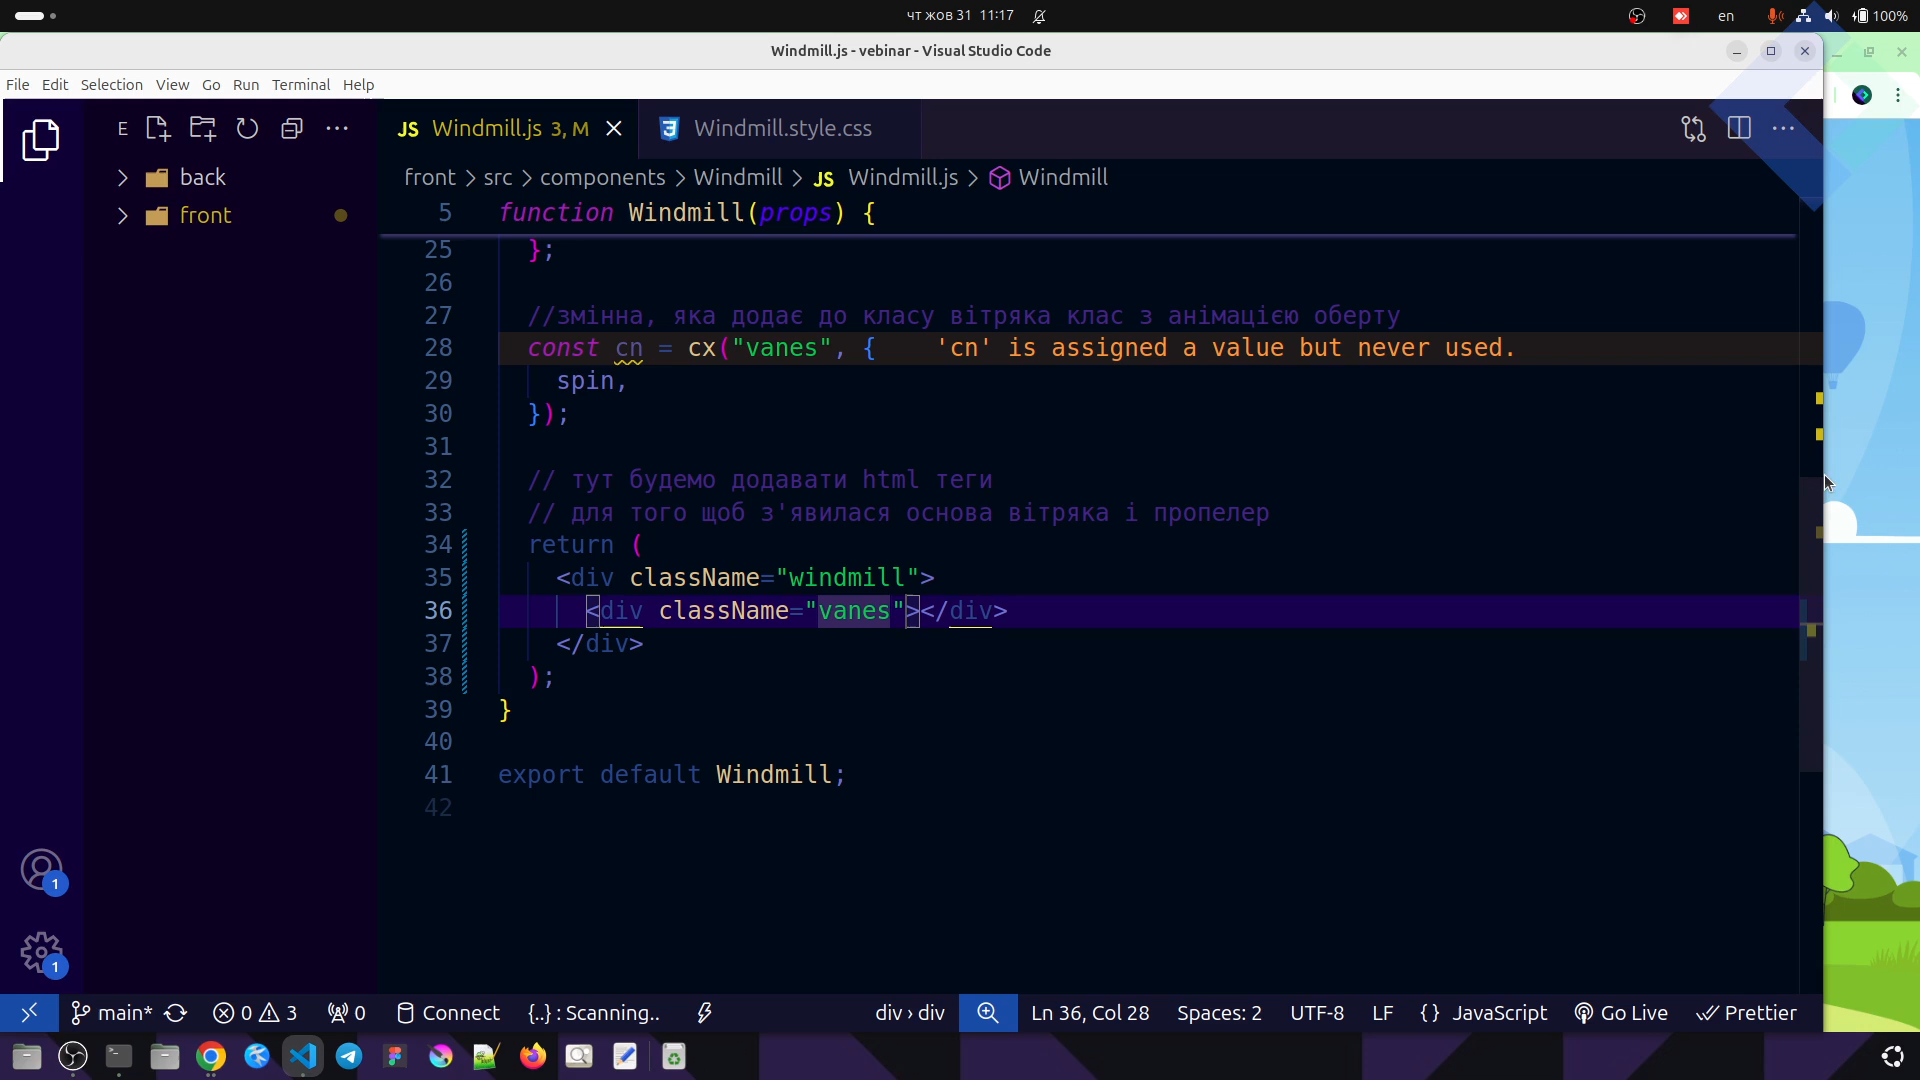 чт жов 31 11:17
en
100%
Windmill.js - vebinar - Visual Studio Code
File Edit Selection View Go Run Terminal Help
E
Windmill.js 3, M
Windmill.style.css
back
front
front > src > components > Windmill > JS Windmill.js > Windmill
5 function Windmill(props) {
25 };
26
27 //змінна, яка додає до класу вітряка клас з анімацією оберту
28 const cn = cx("vanes", { 'cn' is assigned a value but never used.
29 spin,
30 });
31
32 // тут будемо додавати html теги
33 // для того щоб з'явилася основа вітряка і пропелер
34 return (
35 <div className="windmill">
36 <div className="vanes"></div>
37 </div>
38 );
39 }
40
41 export default Windmill;
42
1
1
main* 0 3 0 Connect {..} : Scanning.. div › div Ln 36, Col 28 Spaces: 2 UTF-8 LF {} JavaScript Go Live Prettier